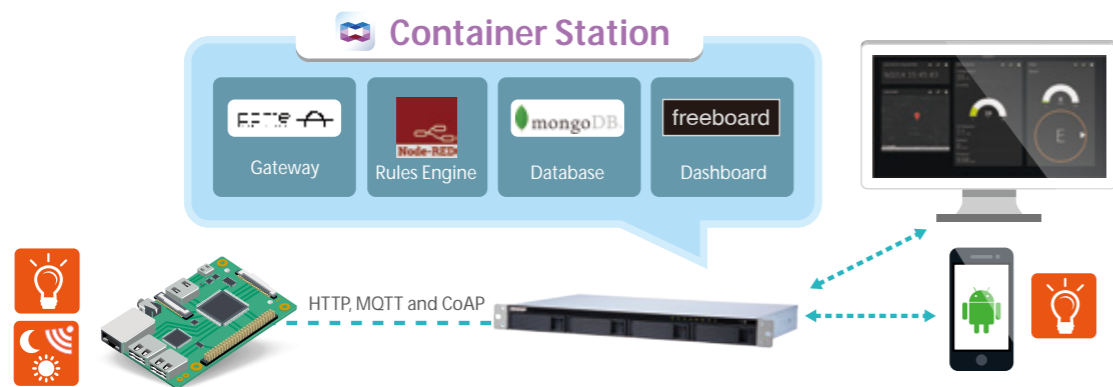 Container Station
mongoDB
freeboard
Node-RED
Gateway
Rules Engine
Database
Dashboard
HTTP, MQTT and CoAP
E